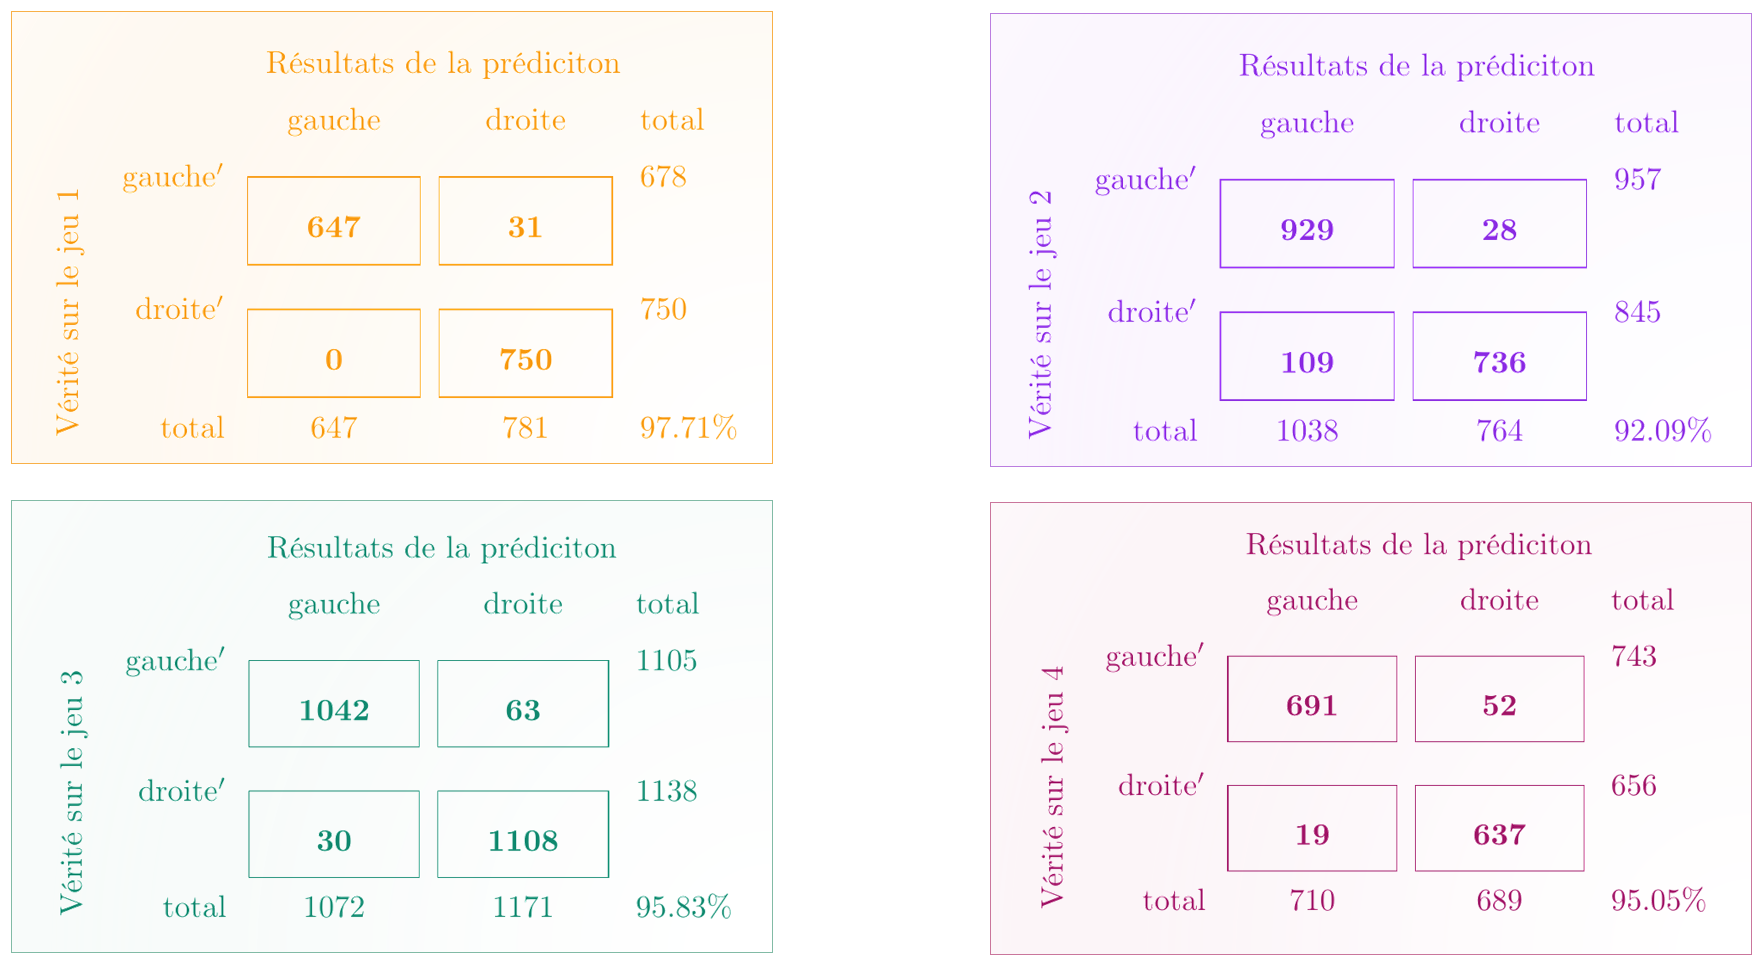 Résultats de la prédiciton
gauche droite total
gauche′ 678
647 31
droite′ 750
0 750
total 647 781 97.71%
Vérité sur le jeu 1
Résultats de la prédiciton
gauche droite total
gauche′ 957
929 28
droite′ 845
109 736
total 1038 764 92.09%
Vérité sur le jeu 2
Résultats de la prédiciton
gauche droite total
gauche′ 1105
1042 63
droite′ 1138
30 1108
total 1072 1171 95.83%
Vérité sur le jeu 3
Résultats de la prédiciton
gauche droite total
gauche′ 743
691 52
droite′ 656
19 637
total 710 689 95.05%
Vérité sur le jeu 4